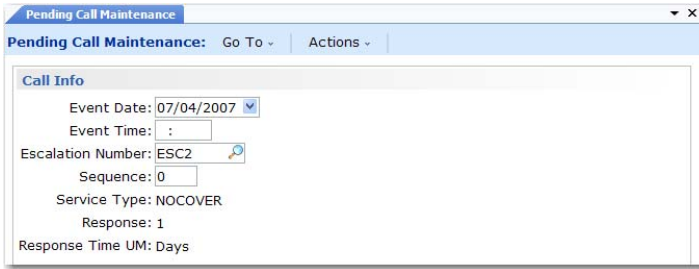 Pending Call Maintenance
Pending Call Maintenance: Go To Actions
Call Info
Event Date: 07/04/2007
Event Time: :
Escalation Number: ESC2
Sequence: 0
Service Type: NOCOVER
Response: 1
Response Time UM: Days